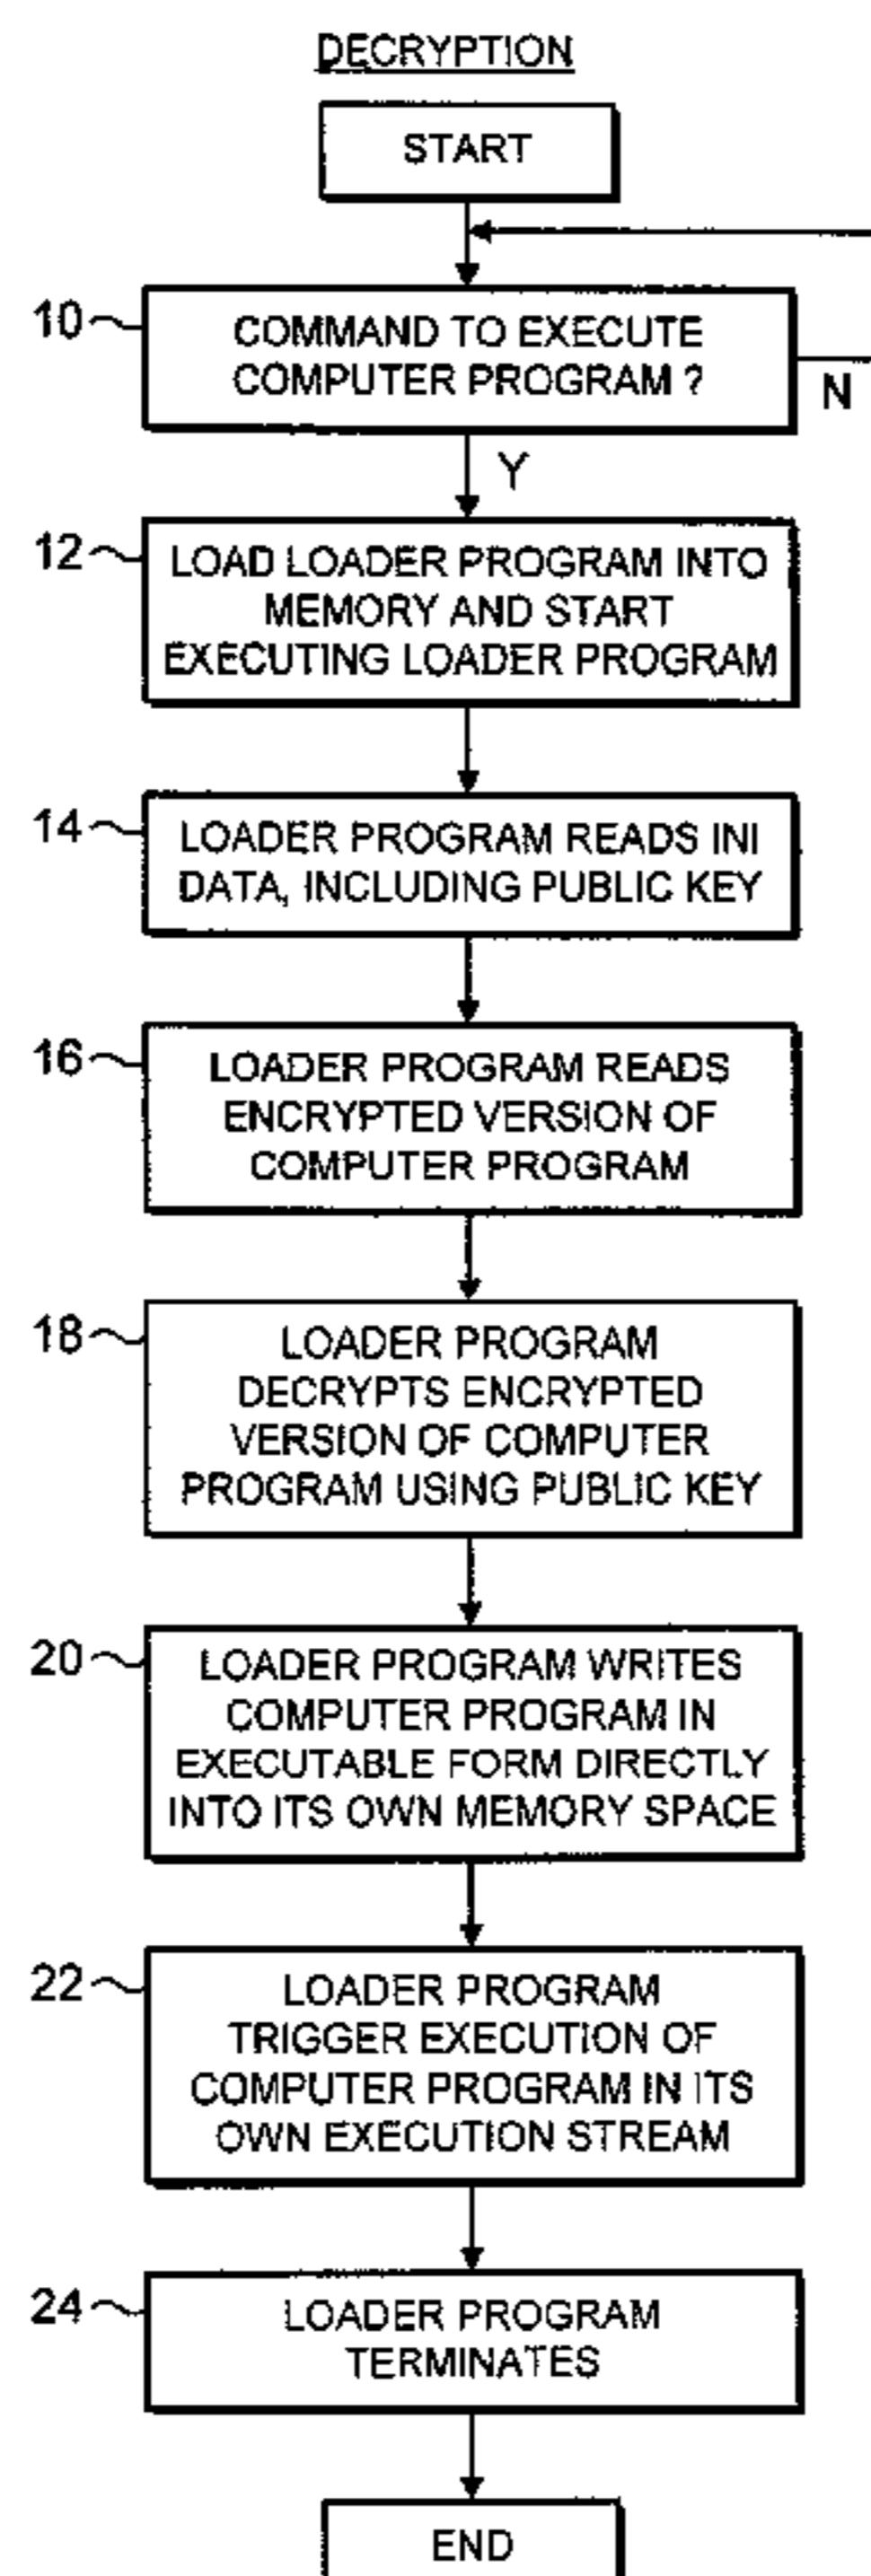 DECRYPTION
START
10
COMMAND TO EXECUTE
COMPUTER PROGRAM ?
N
Y
12
LOAD LOADER PROGRAM INTO
MEMORY AND START
EXECUTING LOADER PROGRAM
14
LOADER PROGRAM READS INI
DATA, INCLUDING PUBLIC KEY
16
LOADER PROGRAM READS
ENCRYPTED VERSION OF
COMPUTER PROGRAM
18
LOADER PROGRAM
DECRYPTS ENCRYPTED
VERSION OF COMPUTER
PROGRAM USING PUBLIC KEY
20
LOADER PROGRAM WRITES
COMPUTER PROGRAM IN
EXECUTABLE FORM DIRECTLY
INTO ITS OWN MEMORY SPACE
22
LOADER PROGRAM
TRIGGER EXECUTION OF
COMPUTER PROGRAM IN ITS
OWN EXECUTION STREAM
24
LOADER PROGRAM
TERMINATES
END